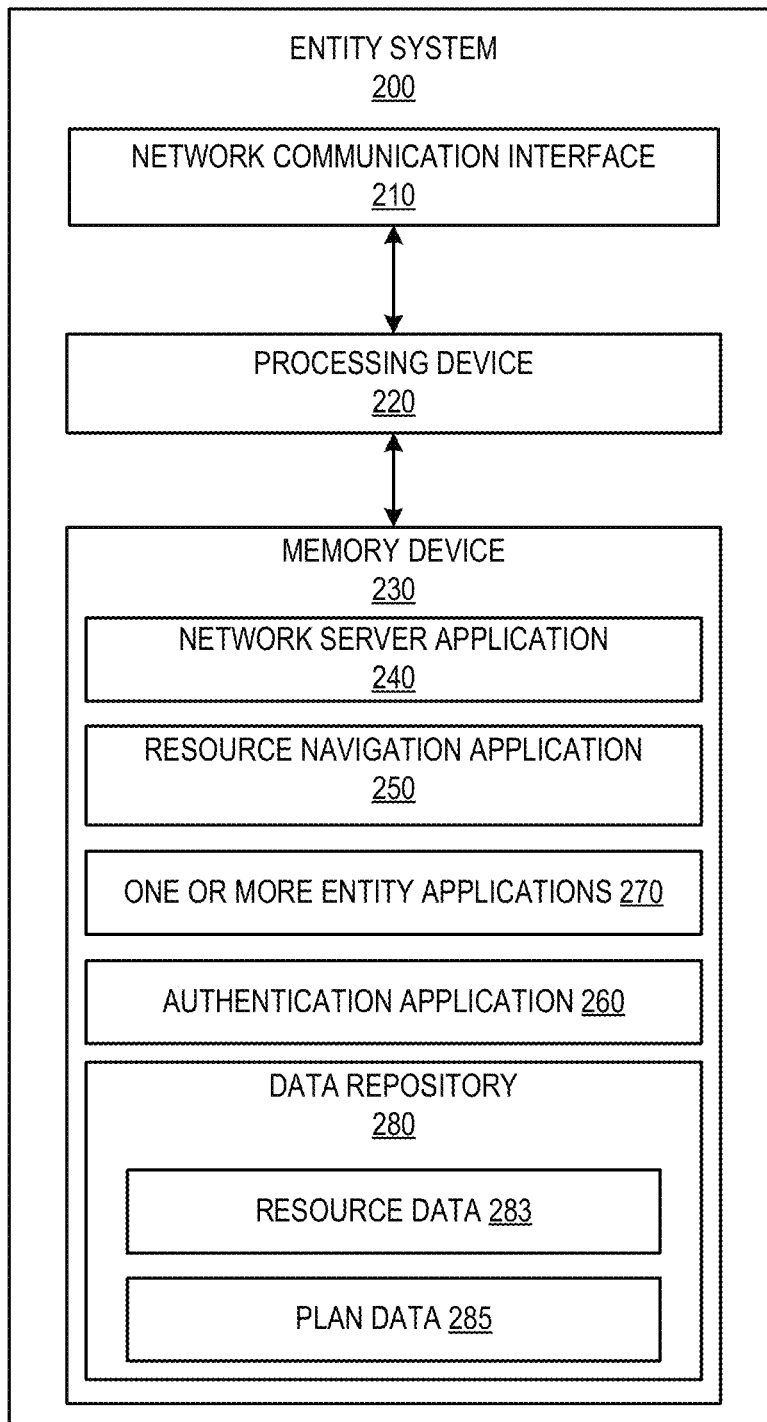 ENTITY SYSTEM
200
NETWORK COMMUNICATION INTERFACE
210
PROCESSING DEVICE
220
MEMORY DEVICE
230
NETWORK SERVER APPLICATION
240
RESOURCE NAVIGATION APPLICATION
250
ONE OR MORE ENTITY APPLICATIONS 270
AUTHENTICATION APPLICATION 260
DATA REPOSITORY
280
RESOURCE DATA 283
PLAN DATA 285